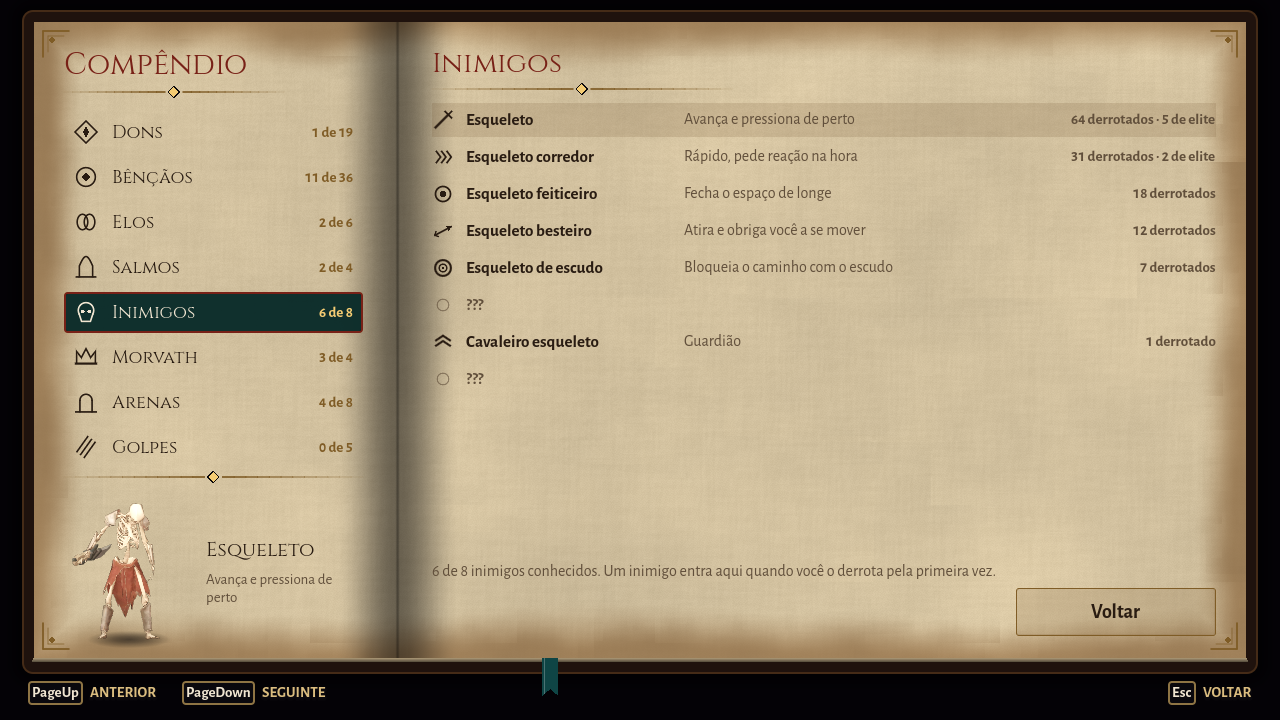 Compêndio
Dons 1 de 19
Bênçãos 11 de 36
Elos 2 de 6
Salmos 2 de 4
Inimigos 6 de 8
Morvath 3 de 4
Arenas 4 de 8
Golpes 0 de 5
Esqueleto
Avança e pressiona de
perto
Inimigos
Esqueleto Avança e pressiona de perto 64 derrotados · 5 de elite
Esqueleto corredor Rápido, pede reação na hora 31 derrotados · 2 de elite
Esqueleto feiticeiro Fecha o espaço de longe 18 derrotados
Esqueleto besteiro Atira e obriga você a se mover 12 derrotados
Esqueleto de escudo Bloqueia o caminho com o escudo 7 derrotados
???
Cavaleiro esqueleto Guardião 1 derrotado
???
6 de 8 inimigos conhecidos. Um inimigo entra aqui quando você o derrota pela primeira vez.
Voltar
PageUp ANTERIOR PageDown SEGUINTE Esc VOLTAR